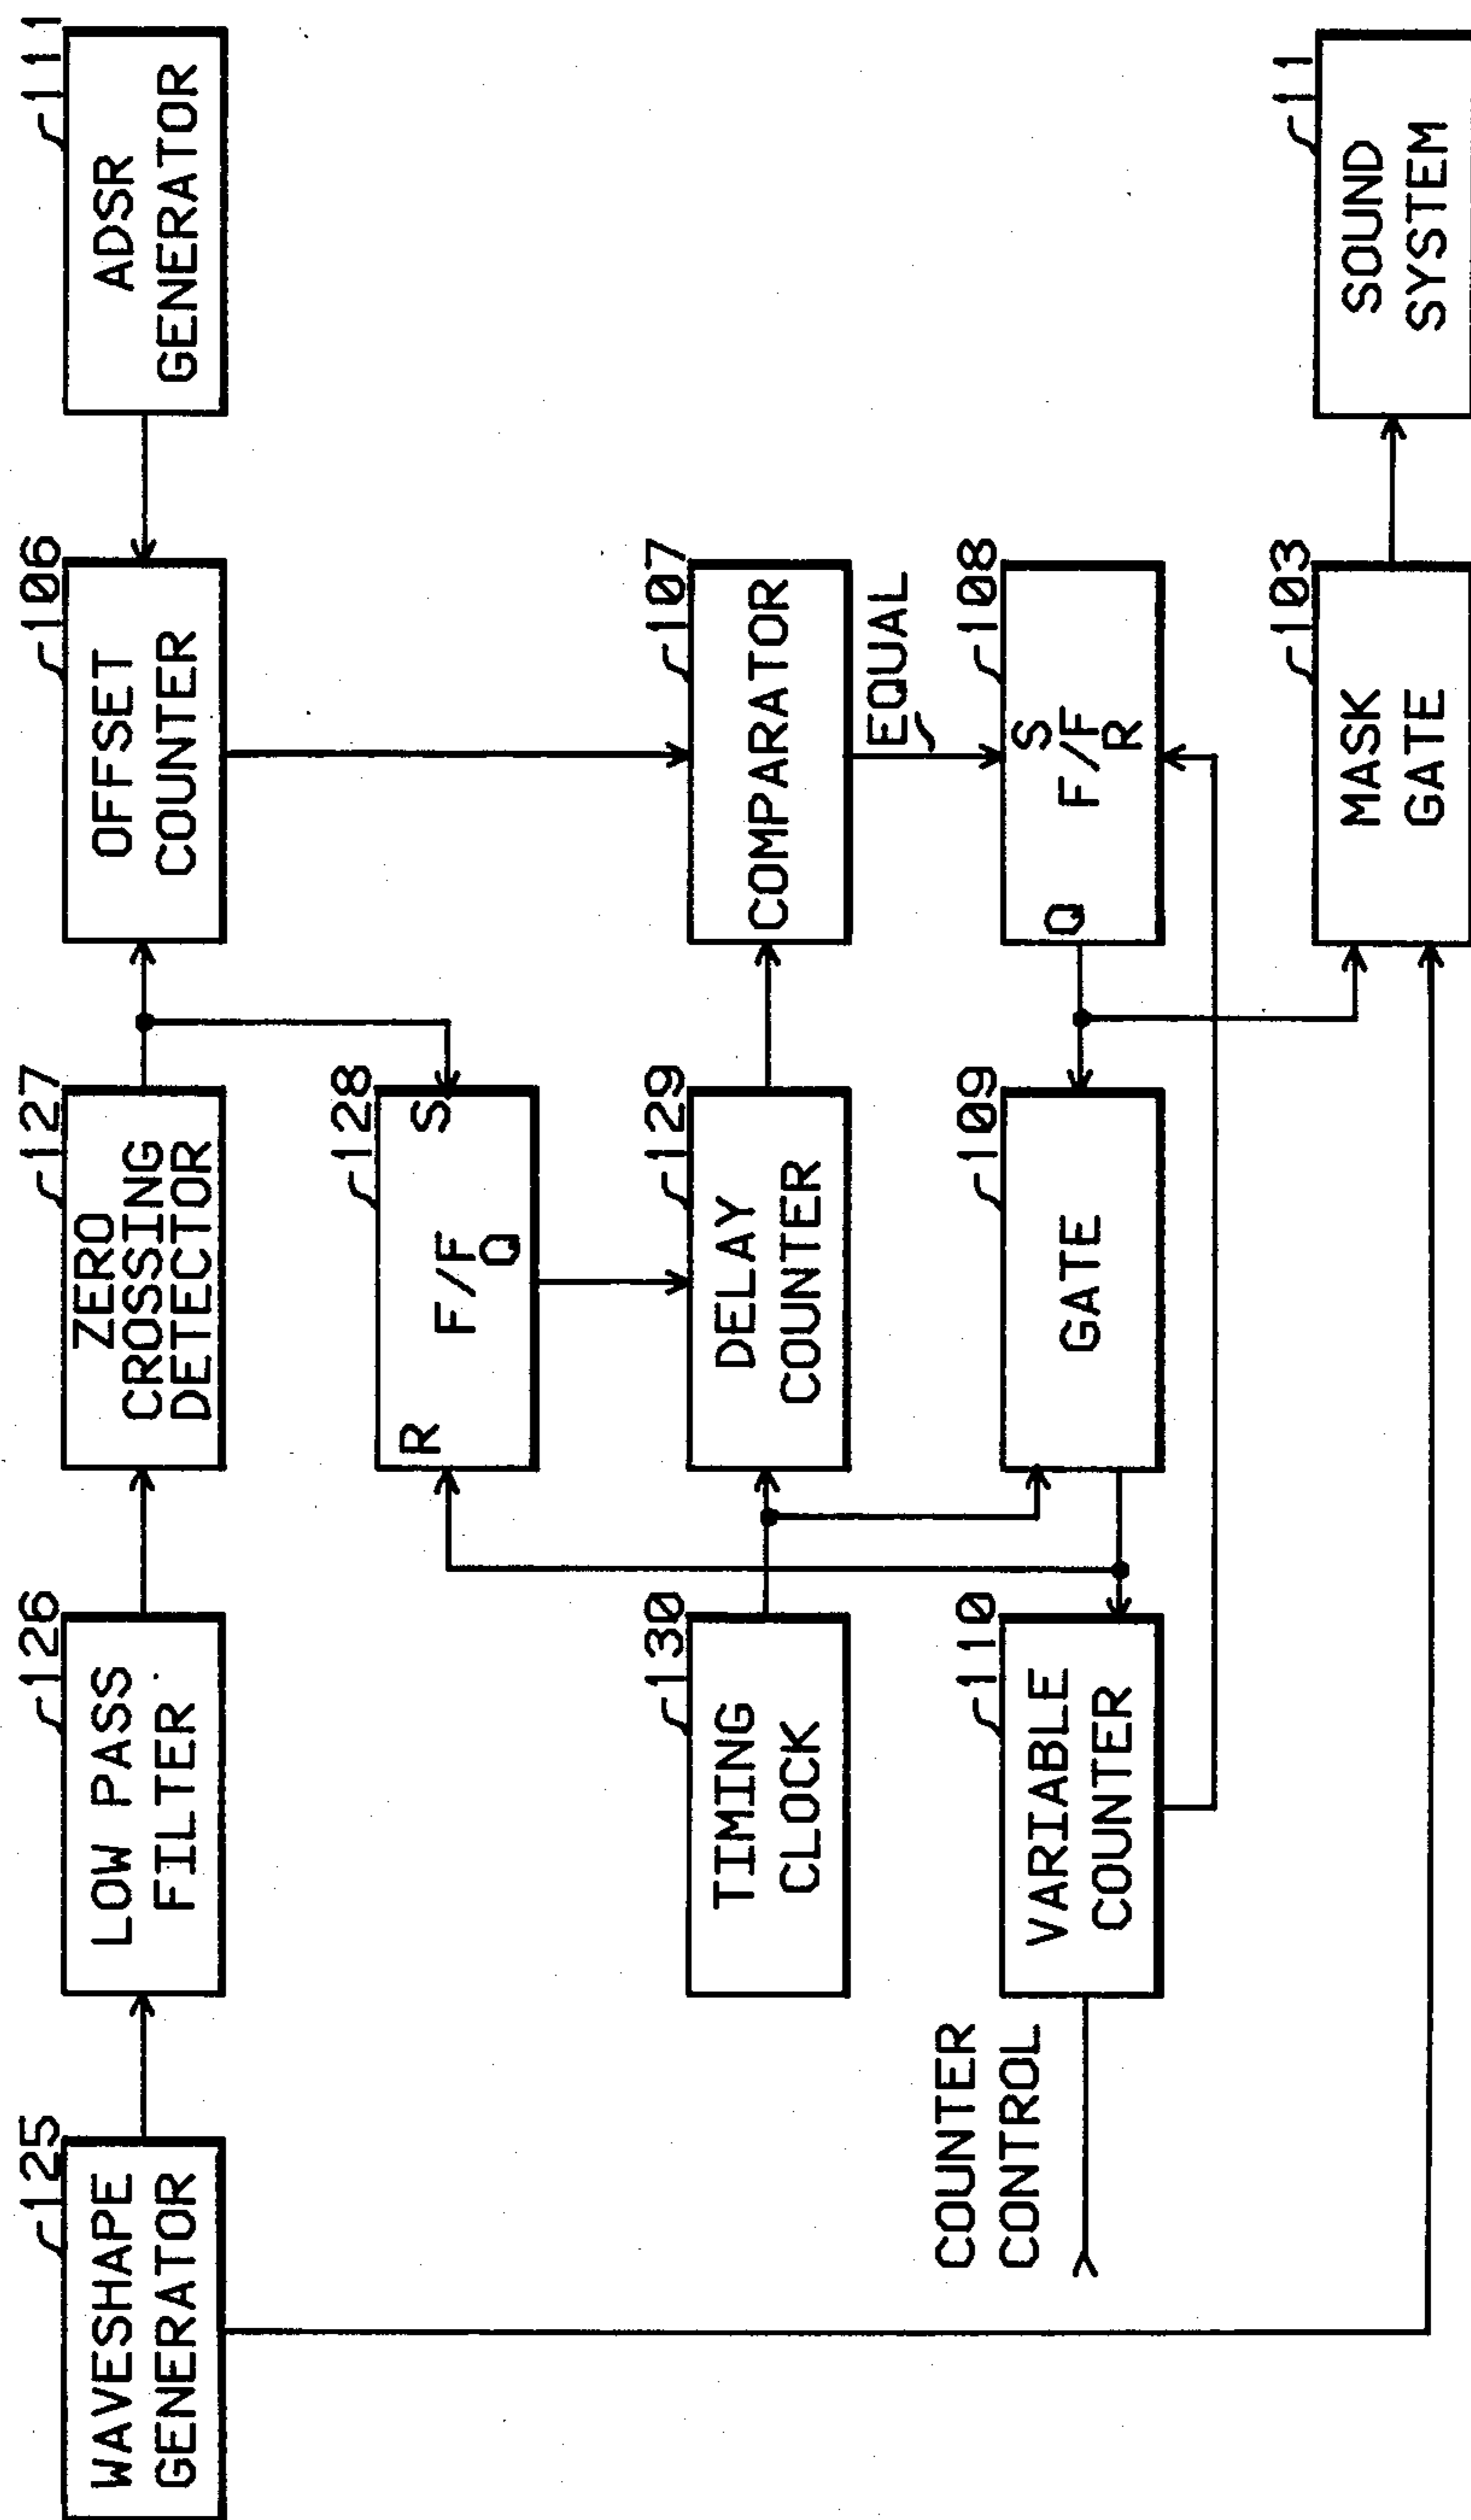 125
WAVESHAPE
GENERATOR
126
LOW PASS
FILTER
127
ZERO
CROSSING
DETECTOR
106
OFFSET
COUNTER
111
ADSR
GENERATOR
128
R
S
F/F
Q
130
TIMING
CLOCK
129
DELAY
COUNTER
107
COMPARATOR
EQUAL
COUNTER
CONTROL
110
VARIABLE
COUNTER
109
GATE
108
S
F/F
R
Q
103
MASK
GATE
11
SOUND
SYSTEM